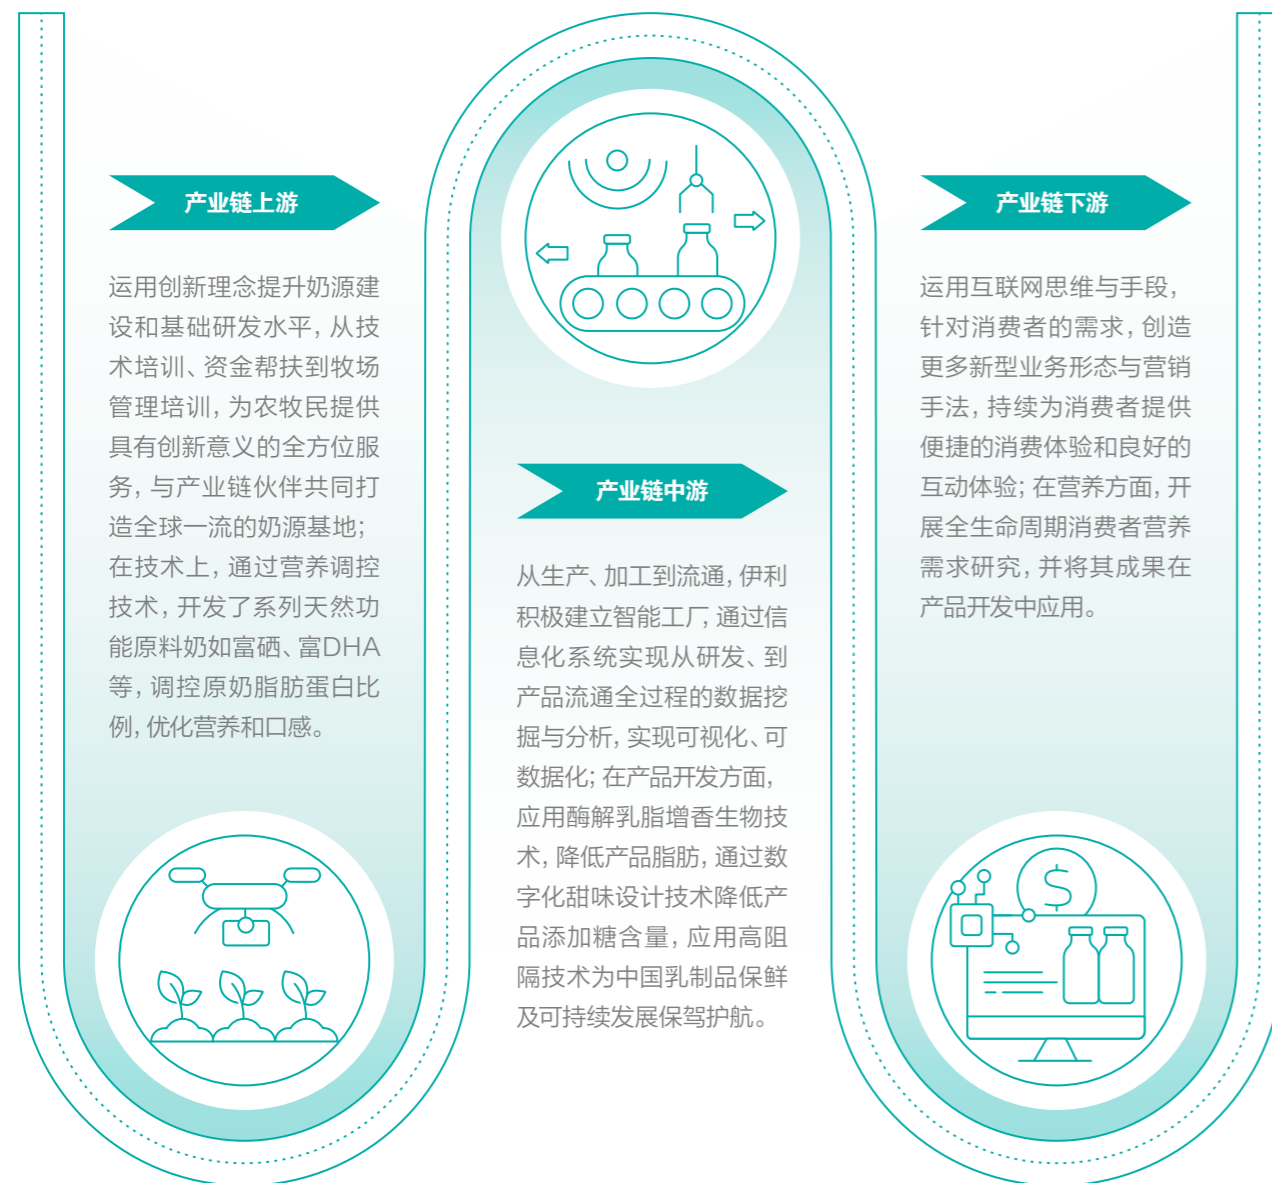 产业链上游
运用创新理念提升奶源建
设和基础研发水平，从技
术培训、资金帮扶到牧场
管理培训，为农牧民提供
具有创新意义的全方位服
务，与产业链伙伴共同打
造全球一流的奶源基地；
在技术上，通过营养调控
技术，开发了系列天然功
能原料奶如富硒、富DHA
等，调控原奶脂肪蛋白比
例，优化营养和口感。
产业链中游
从生产、加工到流通，伊利
积极建立智能工厂，通过信
息化系统实现从研发、到
产品流通全过程的数据挖
掘与分析，实现可视化、可
数据化；在产品开发方面，
应用酶解乳脂增香生物技
术，降低产品脂肪，通过数
字化甜味设计技术降低产
品添加糖含量，应用高阻
隔技术为中国乳制品保鲜
及可持续发展保驾护航。
产业链下游
运用互联网思维与手段，
针对消费者的需求，创造
更多新型业务形态与营销
手法，持续为消费者提供
便捷的消费体验和良好的
互动体验；在营养方面，开
展全生命周期消费者营养
需求研究，并将其成果在
产品开发中应用。
$